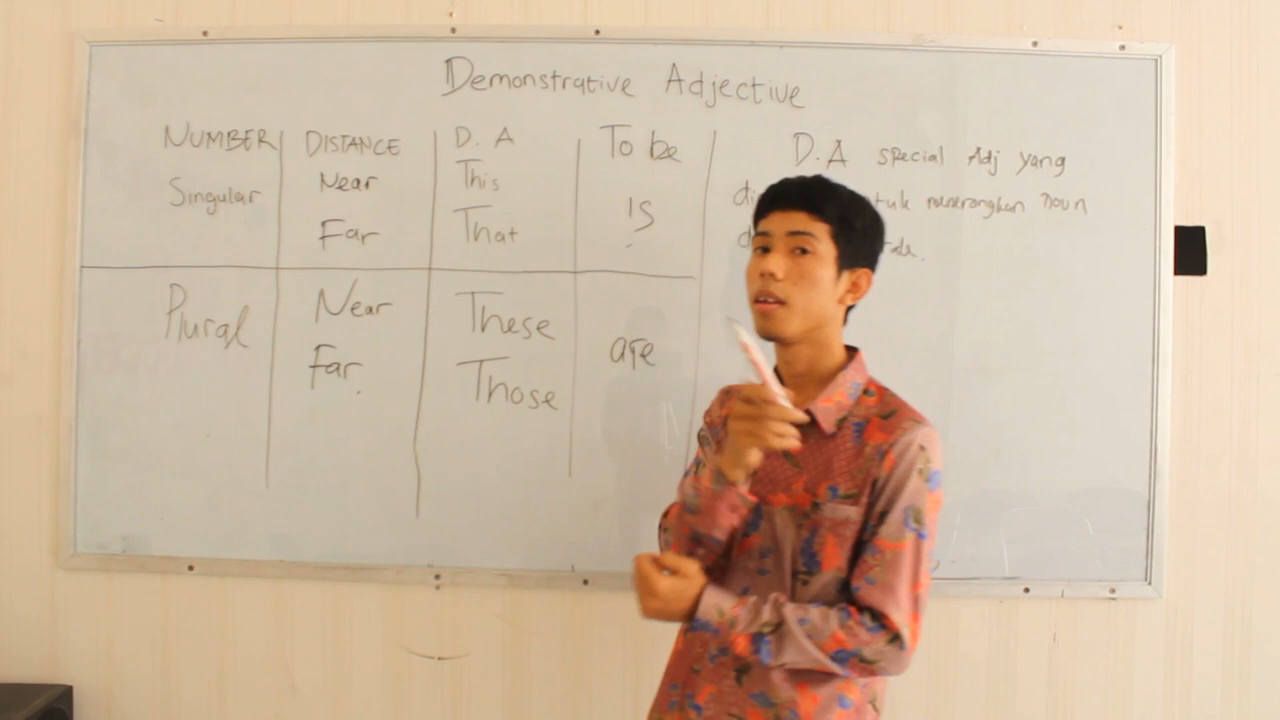 Demonstrative Adjective
NUMBER DISTANCE D. A To be
Singular Near This is
Far That
Plural Near These are
Far. Those
D.A special Adj yang
menerangkan noun